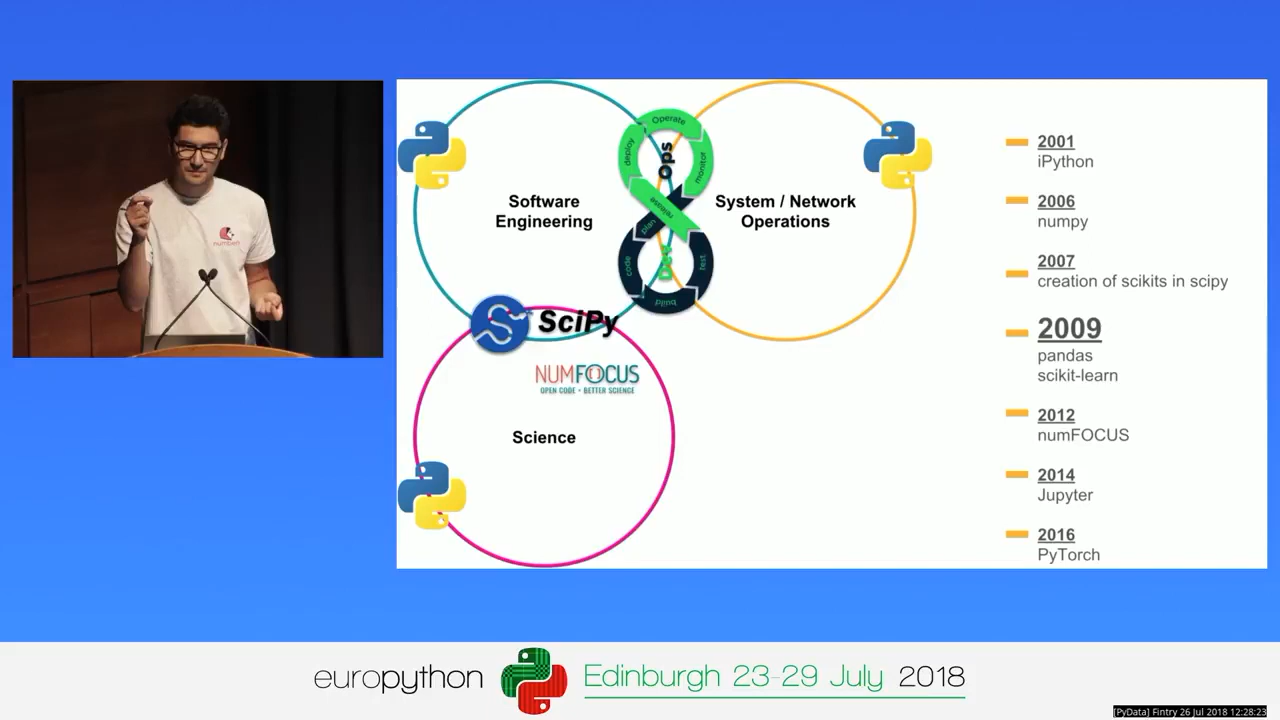 Software
Engineering
Operate
deploy
Ops
monitor
release
plan
code
Dev
test
build
System / Network
Operations
SciPy
NUMFOCUS
OPEN CODE = BETTER SCIENCE
Science
2001
iPython
2006
numpy
2007
creation of scikits in scipy
2009
pandas
scikit-learn
2012
numFOCUS
2014
Jupyter
2016
PyTorch
europython
Edinburgh 23-29 July 2018
[PyData] Fintry 26 Jul 2018 12:28:23